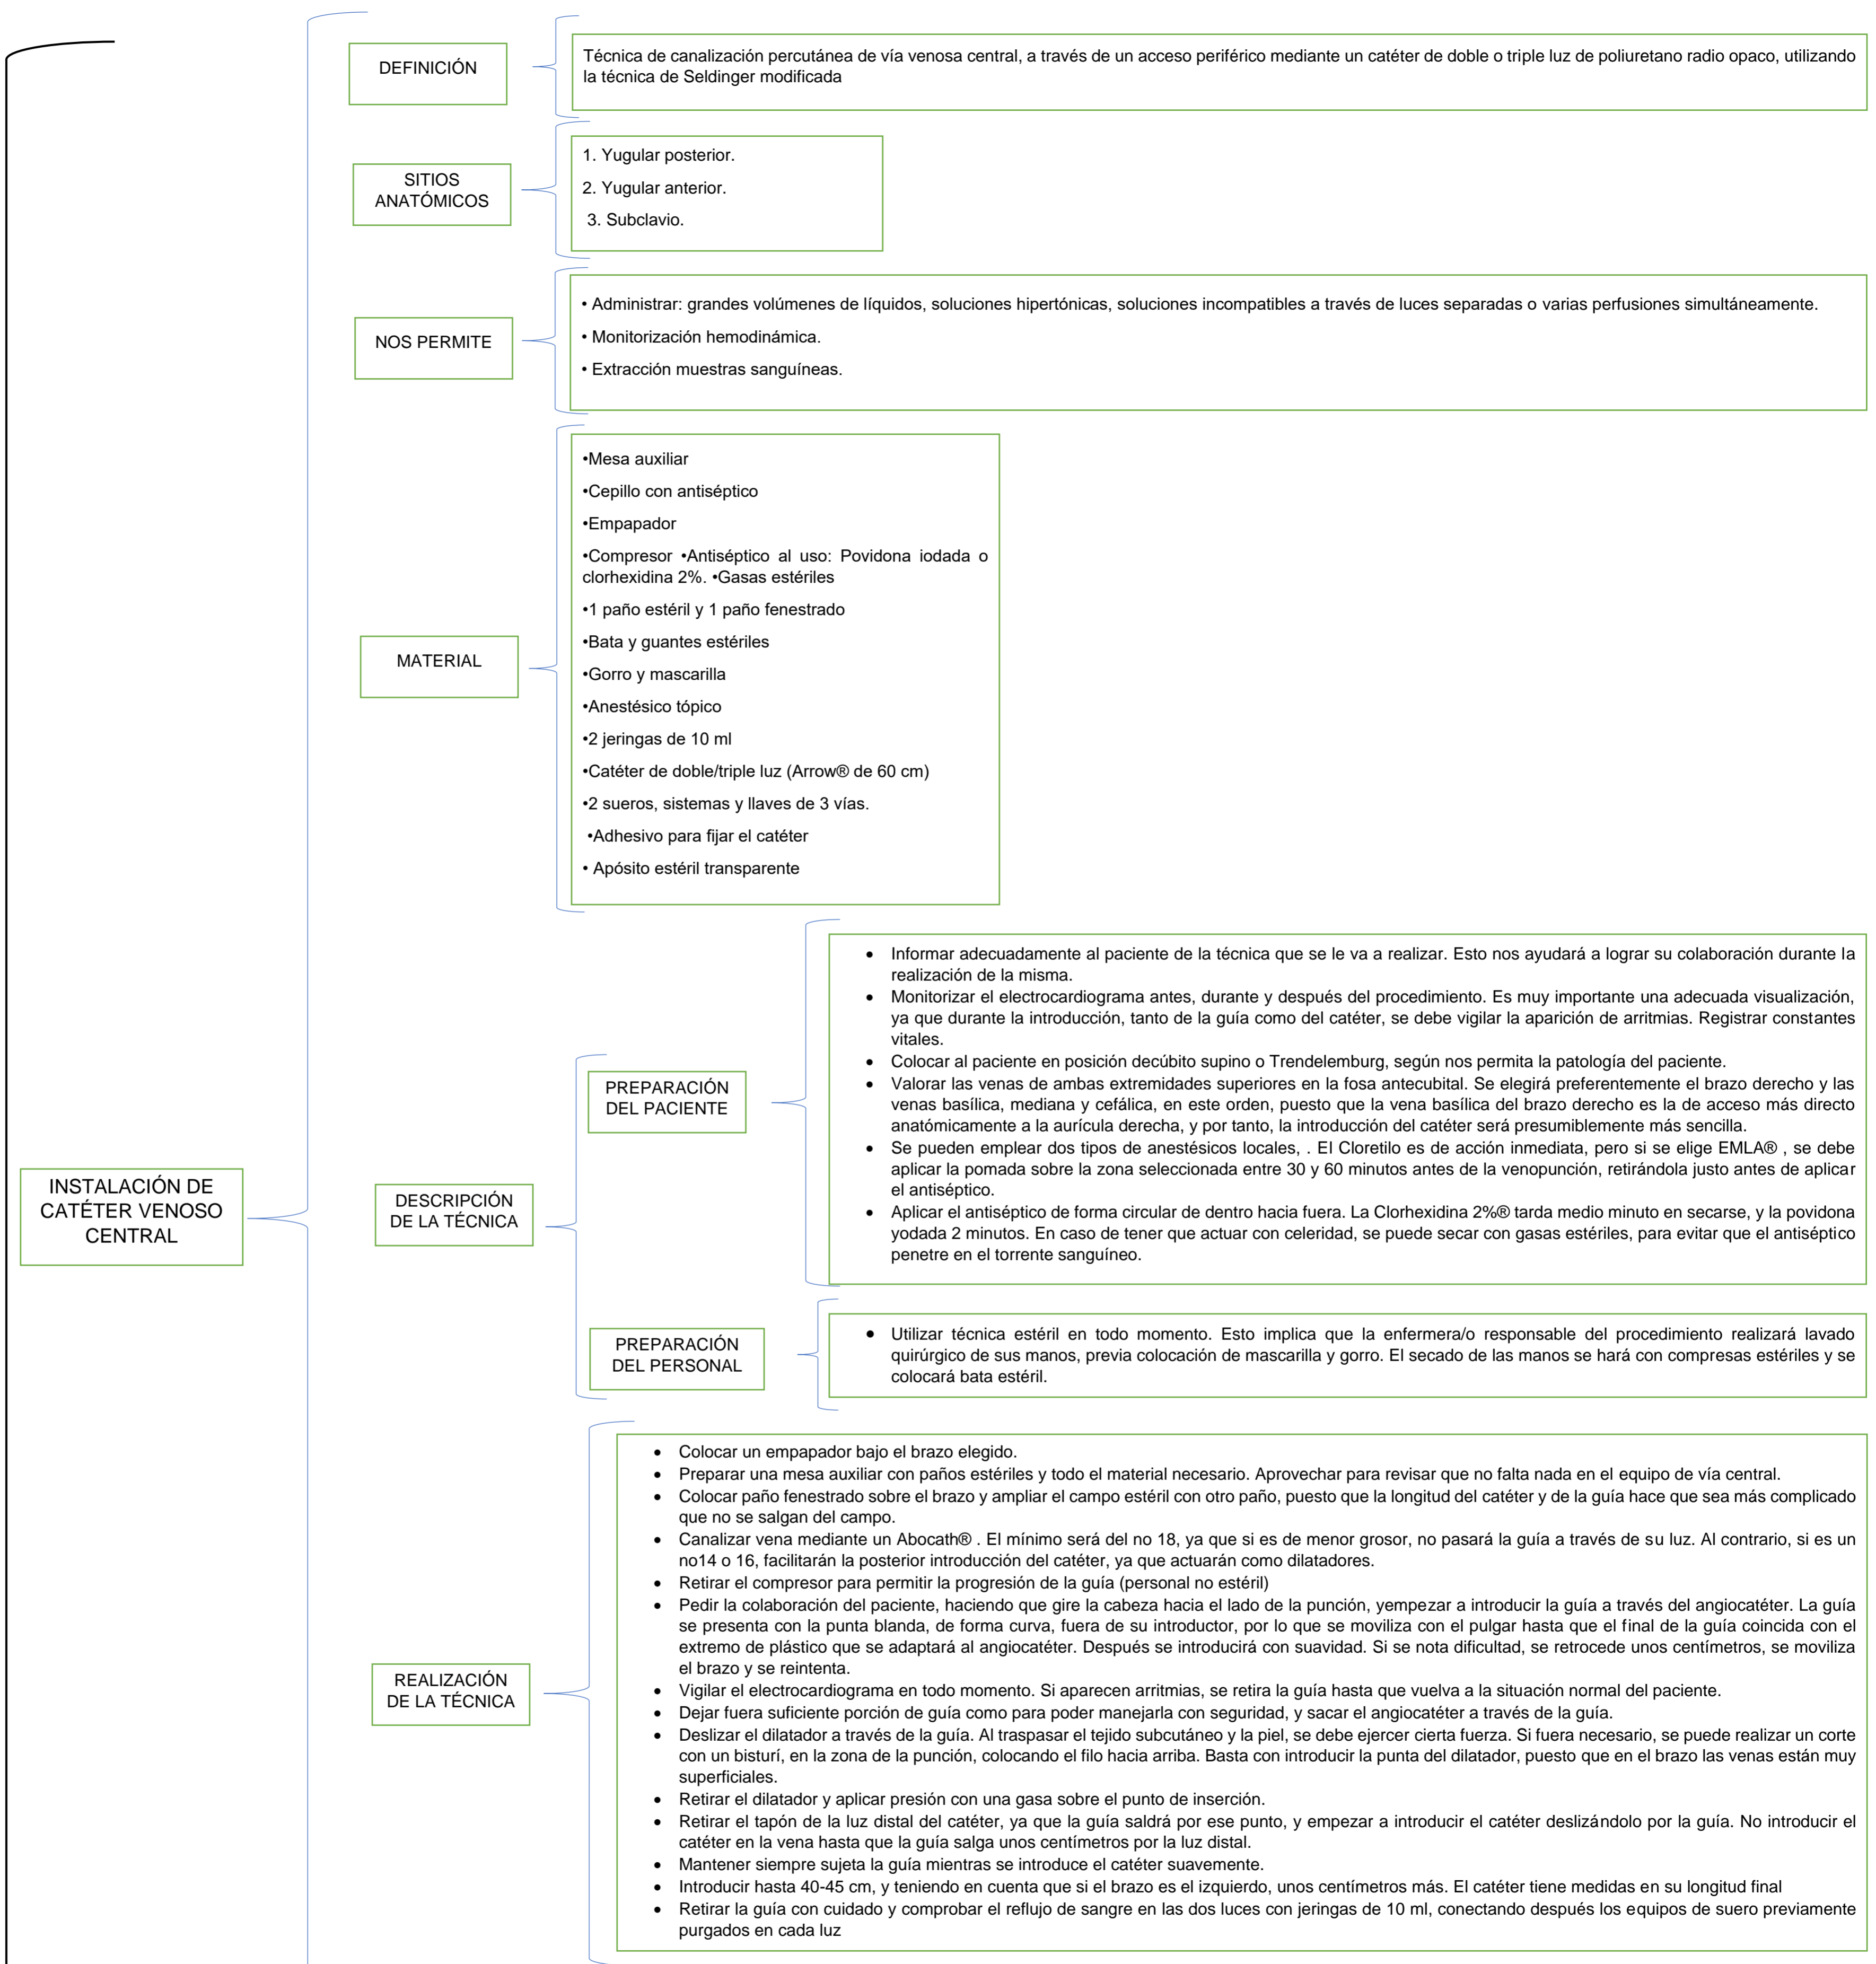 DEFINICIÓN
Técnica de canalización percutánea de vía venosa central, a través de un acceso periférico mediante un catéter de doble o triple luz de poliuretano radio opaco, utilizando
la técnica de Seldinger modificada
SITIOS
ANATÓMICOS
1. Yugular posterior.
2. Yugular anterior.
3. Subclavio.
NOS PERMITE
• Administrar: grandes volúmenes de líquidos, soluciones hipertónicas, soluciones incompatibles a través de luces separadas o varias perfusiones simultáneamente.
• Monitorización hemodinámica.
• Extracción muestras sanguíneas.
MATERIAL
•Mesa auxiliar
•Cepillo con antiséptico
•Empapador
•Compresor •Antiséptico al uso: Povidona iodada o
clorhexidina 2%. •Gasas estériles
•1 paño estéril y 1 paño fenestrado
•Bata y guantes estériles
•Gorro y mascarilla
•Anestésico tópico
•2 jeringas de 10 ml
•Catéter de doble/triple luz (Arrow® de 60 cm)
•2 sueros, sistemas y llaves de 3 vías.
•Adhesivo para fijar el catéter
• Apósito estéril transparente
INSTALACIÓN DE
CATÉTER VENOSO
CENTRAL
DESCRIPCIÓN
DE LA TÉCNICA
PREPARACIÓN
DEL PACIENTE
• Informar adecuadamente al paciente de la técnica que se le va a realizar. Esto nos ayudará a lograr su colaboración durante la
realización de la misma.
• Monitorizar el electrocardiograma antes, durante y después del procedimiento. Es muy importante una adecuada visualización,
ya que durante la introducción, tanto de la guía como del catéter, se debe vigilar la aparición de arritmias. Registrar constantes
vitales.
• Colocar al paciente en posición decúbito supino o Trendelemburg, según nos permita la patología del paciente.
• Valorar las venas de ambas extremidades superiores en la fosa antecubital. Se elegirá preferentemente el brazo derecho y las
venas basílica, mediana y cefálica, en este orden, puesto que la vena basílica del brazo derecho es la de acceso más directo
anatómicamente a la aurícula derecha, y por tanto, la introducción del catéter será presumiblemente más sencilla.
• Se pueden emplear dos tipos de anestésicos locales, . El Cloretilo es de acción inmediata, pero si se elige EMLA® , se debe
aplicar la pomada sobre la zona seleccionada entre 30 y 60 minutos antes de la venopunción, retirándola justo antes de aplicar
el antiséptico.
• Aplicar el antiséptico de forma circular de dentro hacia fuera. La Clorhexidina 2%® tarda medio minuto en secarse, y la povidona
yodada 2 minutos. En caso de tener que actuar con celeridad, se puede secar con gasas estériles, para evitar que el antiséptico
penetre en el torrente sanguíneo.
PREPARACIÓN
DEL PERSONAL
• Utilizar técnica estéril en todo momento. Esto implica que la enfermera/o responsable del procedimiento realizará lavado
quirúrgico de sus manos, previa colocación de mascarilla y gorro. El secado de las manos se hará con compresas estériles y se
colocará bata estéril.
REALIZACIÓN
DE LA TÉCNICA
• Colocar un empapador bajo el brazo elegido.
• Preparar una mesa auxiliar con paños estériles y todo el material necesario. Aprovechar para revisar que no falta nada en el equipo de vía central.
• Colocar paño fenestrado sobre el brazo y ampliar el campo estéril con otro paño, puesto que la longitud del catéter y de la guía hace que sea más complicado
que no se salgan del campo.
• Canalizar vena mediante un Abocath® . El mínimo será del no 18, ya que si es de menor grosor, no pasará la guía a través de su luz. Al contrario, si es un
no14 o 16, facilitarán la posterior introducción del catéter, ya que actuarán como dilatadores.
• Retirar el compresor para permitir la progresión de la guía (personal no estéril)
• Pedir la colaboración del paciente, haciendo que gire la cabeza hacia el lado de la punción, yempezar a introducir la guía a través del angiocatéter. La guía
se presenta con la punta blanda, de forma curva, fuera de su introductor, por lo que se moviliza con el pulgar hasta que el final de la guía coincida con el
extremo de plástico que se adaptará al angiocatéter. Después se introducirá con suavidad. Si se nota dificultad, se retrocede unos centímetros, se moviliza
el brazo y se reintenta.
• Vigilar el electrocardiograma en todo momento. Si aparecen arritmias, se retira la guía hasta que vuelva a la situación normal del paciente.
• Dejar fuera suficiente porción de guía como para poder manejarla con seguridad, y sacar el angiocatéter a través de la guía.
• Deslizar el dilatador a través de la guía. Al traspasar el tejido subcutáneo y la piel, se debe ejercer cierta fuerza. Si fuera necesario, se puede realizar un corte
con un bisturí, en la zona de la punción, colocando el filo hacia arriba. Basta con introducir la punta del dilatador, puesto que en el brazo las venas están muy
superficiales.
• Retirar el dilatador y aplicar presión con una gasa sobre el punto de inserción.
• Retirar el tapón de la luz distal del catéter, ya que la guía saldrá por ese punto, y empezar a introducir el catéter deslizándolo por la guía. No introducir el
catéter en la vena hasta que la guía salga unos centímetros por la luz distal.
• Mantener siempre sujeta la guía mientras se introduce el catéter suavemente.
• Introducir hasta 40-45 cm, y teniendo en cuenta que si el brazo es el izquierdo, unos centímetros más. El catéter tiene medidas en su longitud final
• Retirar la guía con cuidado y comprobar el reflujo de sangre en las dos luces con jeringas de 10 ml, conectando después los equipos de suero previamente
purgados en cada luz